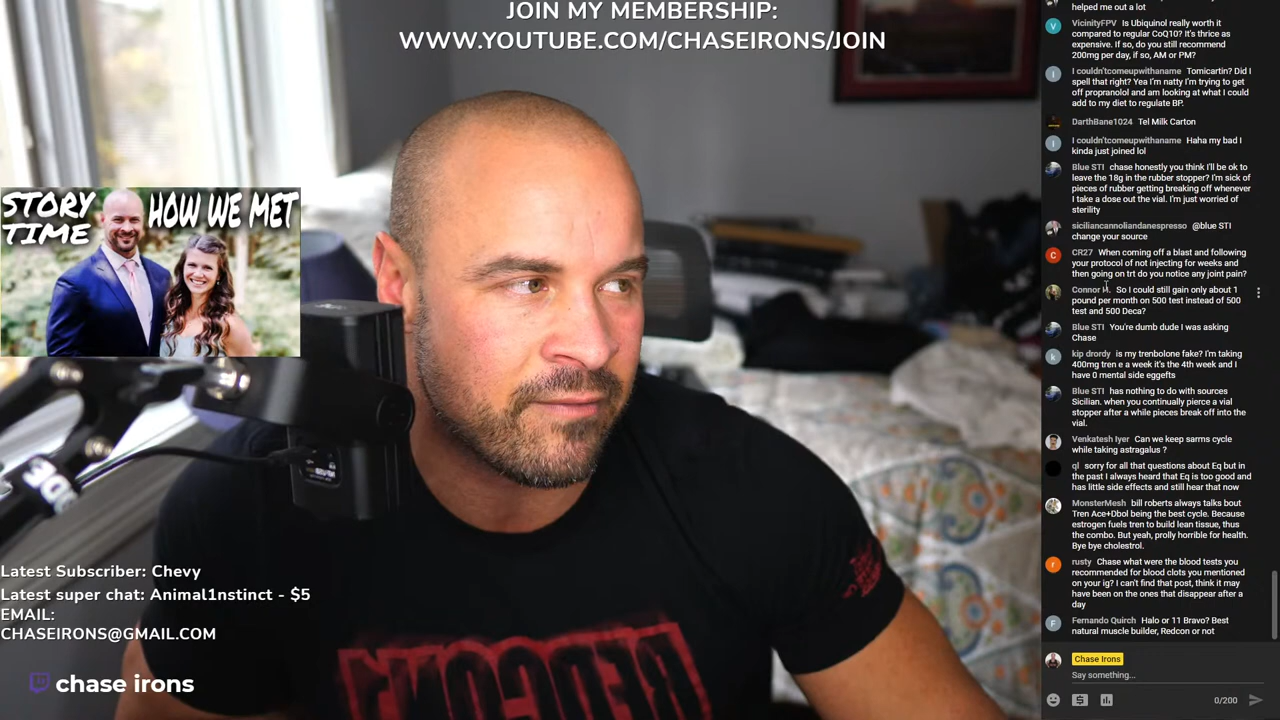 JOIN MY MEMBERSHIP:
WWW.YOUTUBE.COM/CHASEIRONS/JOIN
STORY
TIME
HOW WE MET
Latest Subscriber: Chevy
Latest super chat: Animal1nstinct - $5
EMAIL:
CHASEIRONS@GMAIL.COM
chase irons
helped me out a lot
VicinityFPV Is Ubiquinol really worth it
compared to regular CoQ10? It's thrice as
expensive. If so, do you still recommend
200mg per day, if so, AM or PM?
I couldn'tcomeupwithaname Tomicartin? Did I
spell that right? Yea I'm natty I'm trying to get
off propranolol and am looking at what I could
add to my diet to regulate BP.
DarthBane1024 Tel Milk Carton
I couldn'tcomeupwithaname Haha my bad I
kinda just joined lol
Blue STI chase honestly you think I'll be ok to
leave the 18g in the rubber stopper? I'm sick of
pieces of rubber getting breaking off whenever
I take a dose out the vial. I'm just worried of
sterility
siciliancannoliandanespresso @blue STI
change your source
CR27 When coming off a blast and following
your protocol of not injecting for weeks and
then going on trt do you notice any joint pain?
Connor H. So I could still gain only about 1
pound per month on 500 test instead of 500
test and 500 Deca?
Blue STI You're dumb dude I was asking
Chase
kip drordy is my trenbolone fake? I'm taking
400mg tren e a week it's the 4th week and I
have 0 mental side eggefts
Blue STI has nothing to do with sources
Sicilian. when you continually pierce a vial
stopper after a while pieces break off into the
vial.
Venkatesh Iyer Can we keep sarms cycle
while taking astragalus ?
ql sorry for all that questions about Eq but in
the past I always heard that Eq is too good and
has little side effects and still hear that now
MonsterMesh bill roberts always talks bout
Tren Ace+Dbol being the best cycle. Because
estrogen fuels tren to build lean tissue, thus
the combo. But yeah, prolly horrible for health.
Bye bye cholestrol.
rusty Chase what were the blood tests you
recommended for blood clots you mentioned
on your ig? I can't find that post, think it may
have been on the ones that disappear after a
day
Fernando Quirch Halo or 11 Bravo? Best
natural muscle builder, Redcon or not
Chase Irons
Say something...
0/200